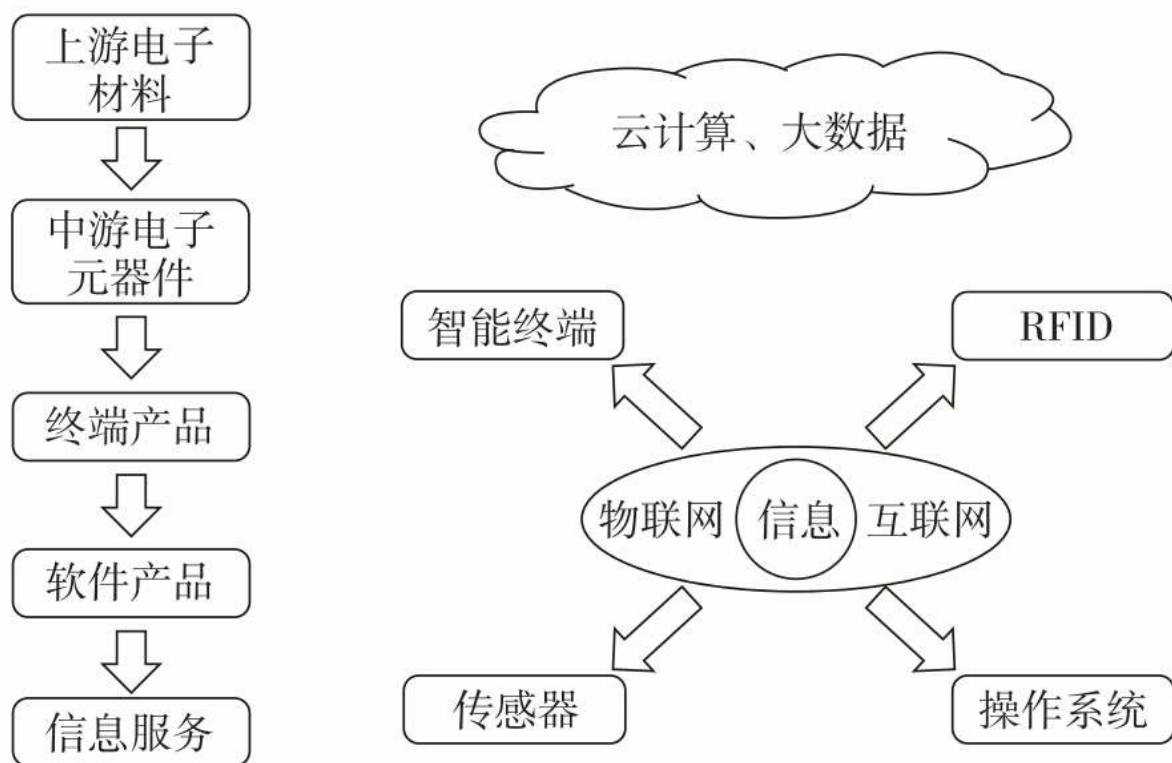 上游电子
材料
中游电子
元器件
终端产品
软件产品
信息服务
云计算、大数据
智能终端
RFID
物联网
信息
互联网
传感器
操作系统